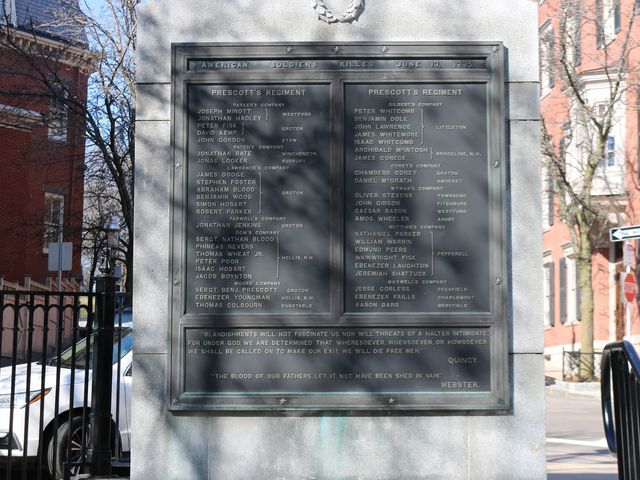 AMERICAN SOLDIERS KILLED JUNE 17, 1775
PRESCOTT'S REGIMENT
PARKER'S COMPANY
JOSEPH MINOTT
JONATHAN HADLEY
WESTFORD
PETER FISK
DAVID KEMP
GROTON
JOHN GORDON STOW
PATCH'S COMPANY
JONATHAN BATE WINCHENDON
JONAS LOOKER SUDBURY
LAWRENCE'S COMPANY
JAMES DODGE
STEPHEN FOSTER
ABRAHAM BLOOD
BENJAMIN WOOD
SIMON HOBART
ROBERT PARKER
GROTON
FARWELL'S COMPANY
JONATHAN JENKINS GROTON
DOW'S COMPANY
SERGT. NATHAN BLOOD
PHINEAS NEVERS
THOMAS WHEAT JR
PETER POOR
ISAAC HOBART
JACOB BOYNTON
HOLLIS, N.H.
MOORS' COMPANY
SERGT. BENJ. PRESCOTT GROTON
EBENEZER YOUNGMAN HOLLIS, N.H.
THOMAS COLBOURN DUNSTABLE
PRESCOTT'S REGIMENT
GILBERT'S COMPANY
PETER WHITCOMB
BENJAMIN DOLE
JOHN LAWRENCE
JAMES WHITEMORE
ISAAC WHITCOMB
LITTLETON
ARCHIBALD McINTOSH
JAMES CONECK
BROOKLINE, N.H.
COREY'S COMPANY
CHAMBERS COREY GROTON
DANIEL McGRATH AMHERST
WYMAN'S COMPANY
OLIVER STEVENS TOWNSEND
JOHN GIBSON FITCHBURG
CAESAR BASON WESTFORD
AMOS WHEELER ASHBY
NUTTING'S COMPANY
NATHANIEL PARKER
WILLIAM WARRIN
EDMUND PEERS
WAINWRIGHT FISK
EBENEZER LAUGHTON
JEREMIAH SHATTUCK
PEPPERELL
MAXWELL'S COMPANY
JESSE CORLESS DEERFIELD
EBENEZER FAILLS CHARLEMONT
AARON BARR MERRYFIELD
"BLANDISHMENTS WILL NOT FASCINATE US NOR WILL THREATS OF A HALTER INTIMIDATE,
FOR UNDER GOD WE ARE DETERMINED THAT WHERESOEVER, WHENSOEVER, OR HOWSOEVER
WE SHALL BE CALLED ON TO MAKE OUR EXIT, WE WILL DIE FREE MEN."
QUINCY.
"THE BLOOD OF OUR FATHERS LET IT NOT HAVE BEEN SHED IN VAIN".
WEBSTER.